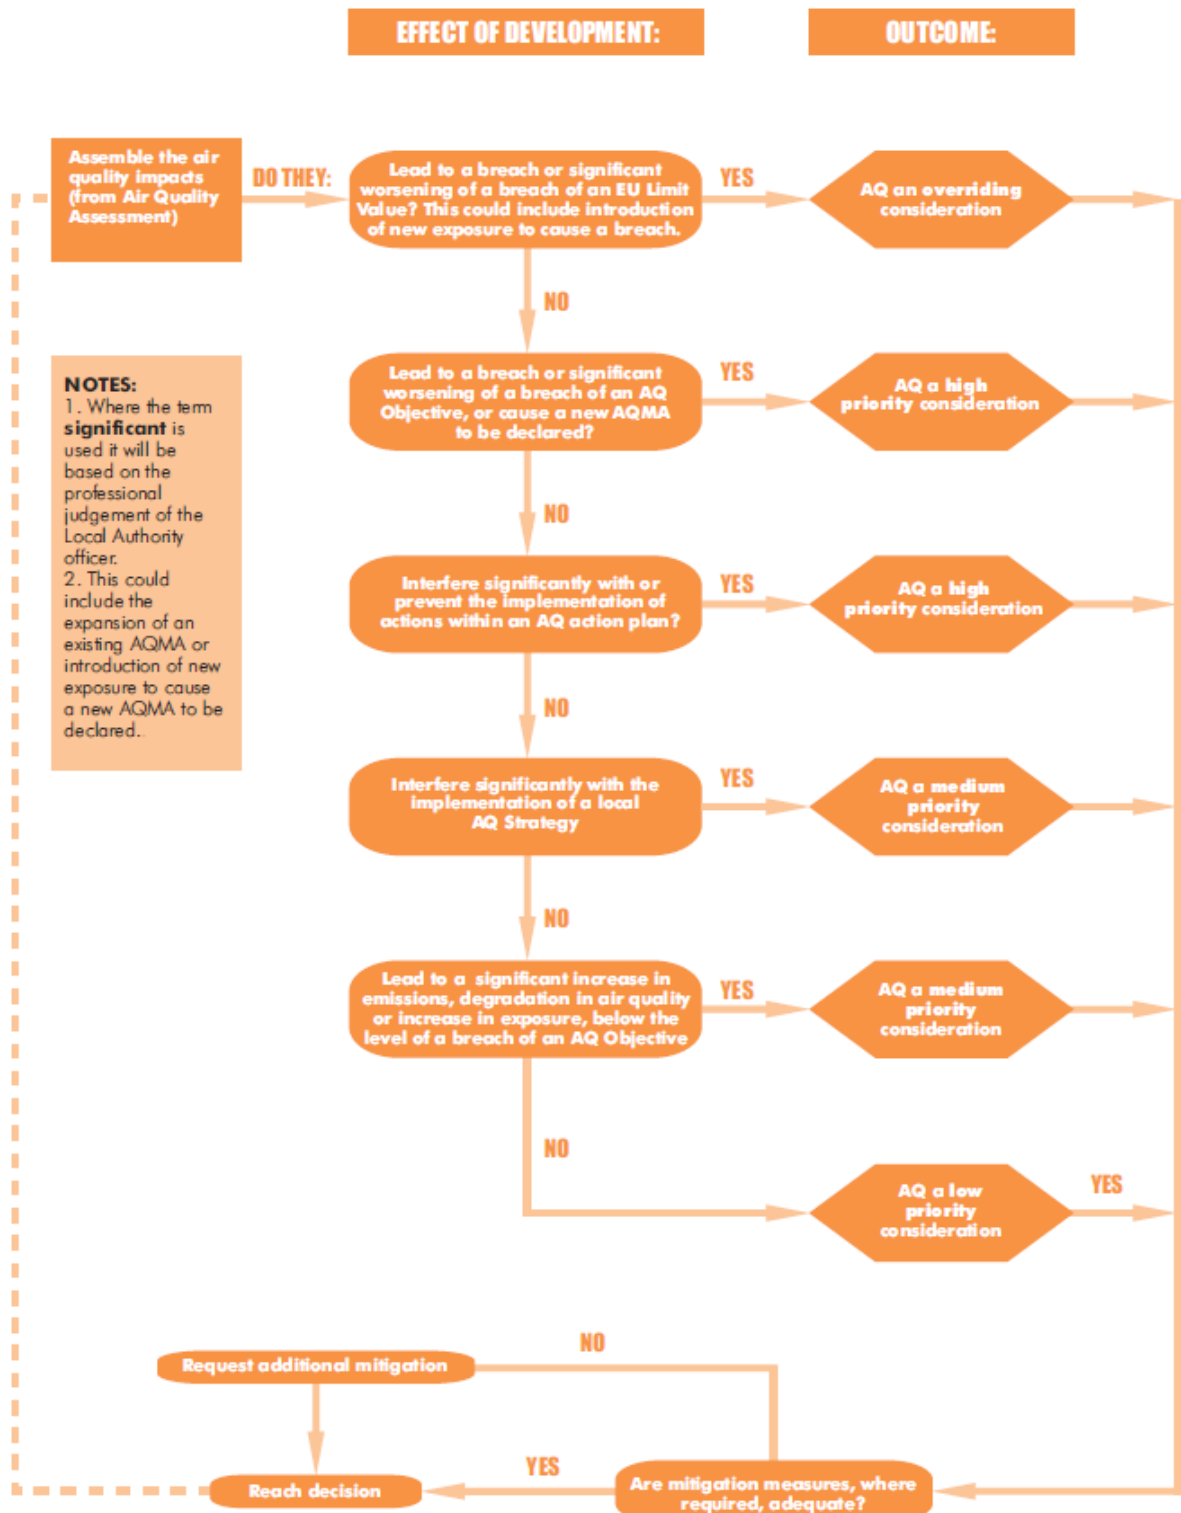 EFFECT OF DEVELOPMENT:
OUTCOME:
Assemble the air
quality impacts
(from Air Quality
Assessment)
DO THEY:
Lead to a breach or significant
worsening of a breach of an EU Limit
Value? This could include introduction
of new exposure to cause a breach.
YES
AQ an overriding
consideration
NO
Lead to a breach or significant
worsening of a breach of an AQ
Objective, or cause a new AQMA
to be declared?
YES
AQ a high
priority consideration
NOTES:
1. Where the term
significant is
used it will be
based on the
professional
judgement of the
Local Authority
officer.
2. This could
include the
expansion of an
existing AQMA or
introduction of new
exposure to cause
a new AQMA to be
declared.
NO
Interfere significantly with or
prevent the implementation of
actions within an AQ action plan?
YES
AQ a high
priority consideration
NO
Interfere significantly with the
implementation of a local
AQ Strategy
YES
AQ a medium
priority
consideration
NO
Lead to a significant increase in
emissions, degradation in air quality
or increase in exposure, below the
level of a breach of an AQ Objective
YES
AQ a medium
priority
consideration
NO
AQ a low
priority
consideration
YES
NO
Request additional mitigation
YES
Reach decision
Are mitigation measures, where
required, adequate?